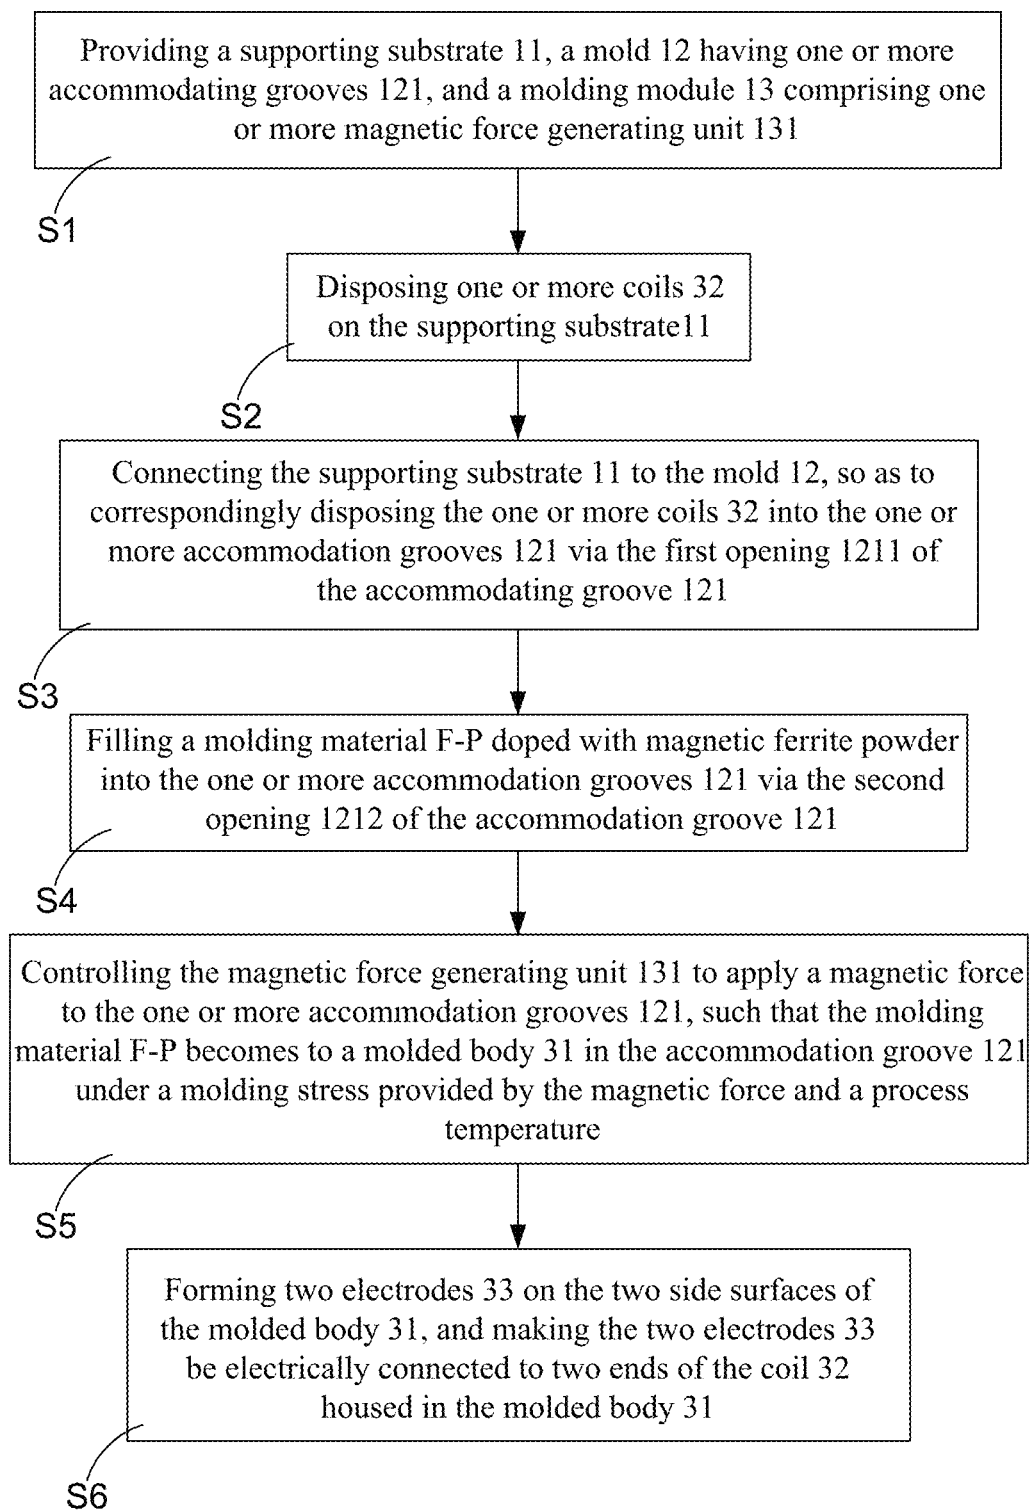 Providing a supporting substrate 11, a mold 12 having one or more
accommodating grooves 121, and a molding module 13 comprising one
or more magnetic force generating unit 131
S1
Disposing one or more coils 32
on the supporting substrate11
S2
Connecting the supporting substrate 11 to the mold 12, so as to
correspondingly disposing the one or more coils 32 into the one or
more accommodation grooves 121 via the first opening 1211 of
the accommodating groove 121
S3
Filling a molding material F-P doped with magnetic ferrite powder
into the one or more accommodation grooves 121 via the second
opening 1212 of the accommodation groove 121
S4
Controlling the magnetic force generating unit 131 to apply a magnetic force
to the one or more accommodation grooves 121, such that the molding
material F-P becomes to a molded body 31 in the accommodation groove 121
under a molding stress provided by the magnetic force and a process
temperature
S5
Forming two electrodes 33 on the two side surfaces of
the molded body 31, and making the two electrodes 33
be electrically connected to two ends of the coil 32
housed in the molded body 31
S6